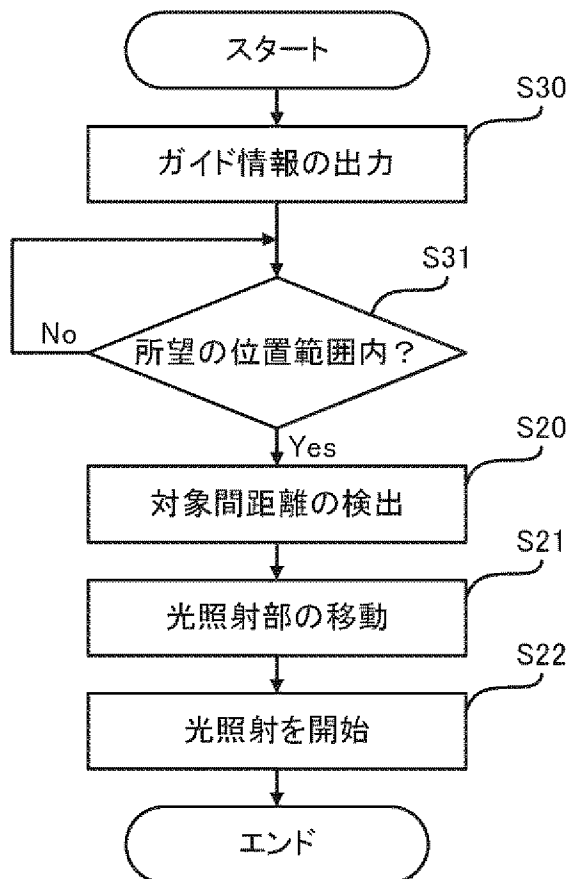 スタート
S30
ガイド情報の出力
S31
No
所望の位置範囲内?
Yes
S20
対象間距離の検出
S21
光照射部の移動
S22
光照射を開始
エンド